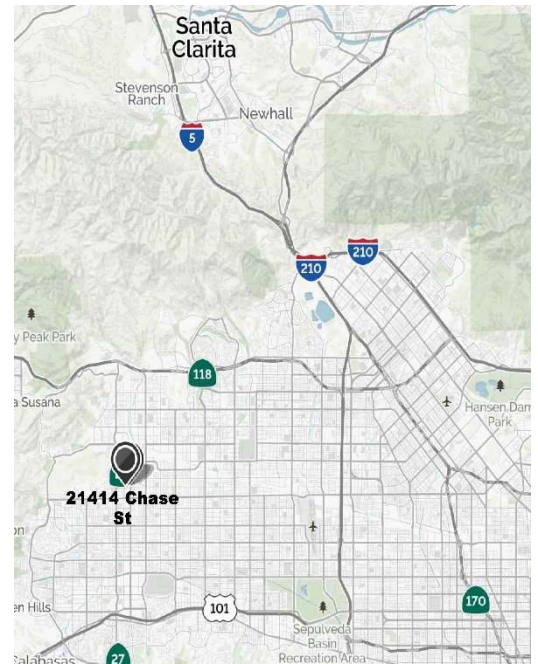 Santa
Clarita
Stevenson
Ranch
Newhall
5
210
210
y Peak Park
118
a Susana
Hansen Dam
Park
21414 Chase
St
en Hills
101
170
Sepulveda
Basin
Recreation Area
Calabasas
27